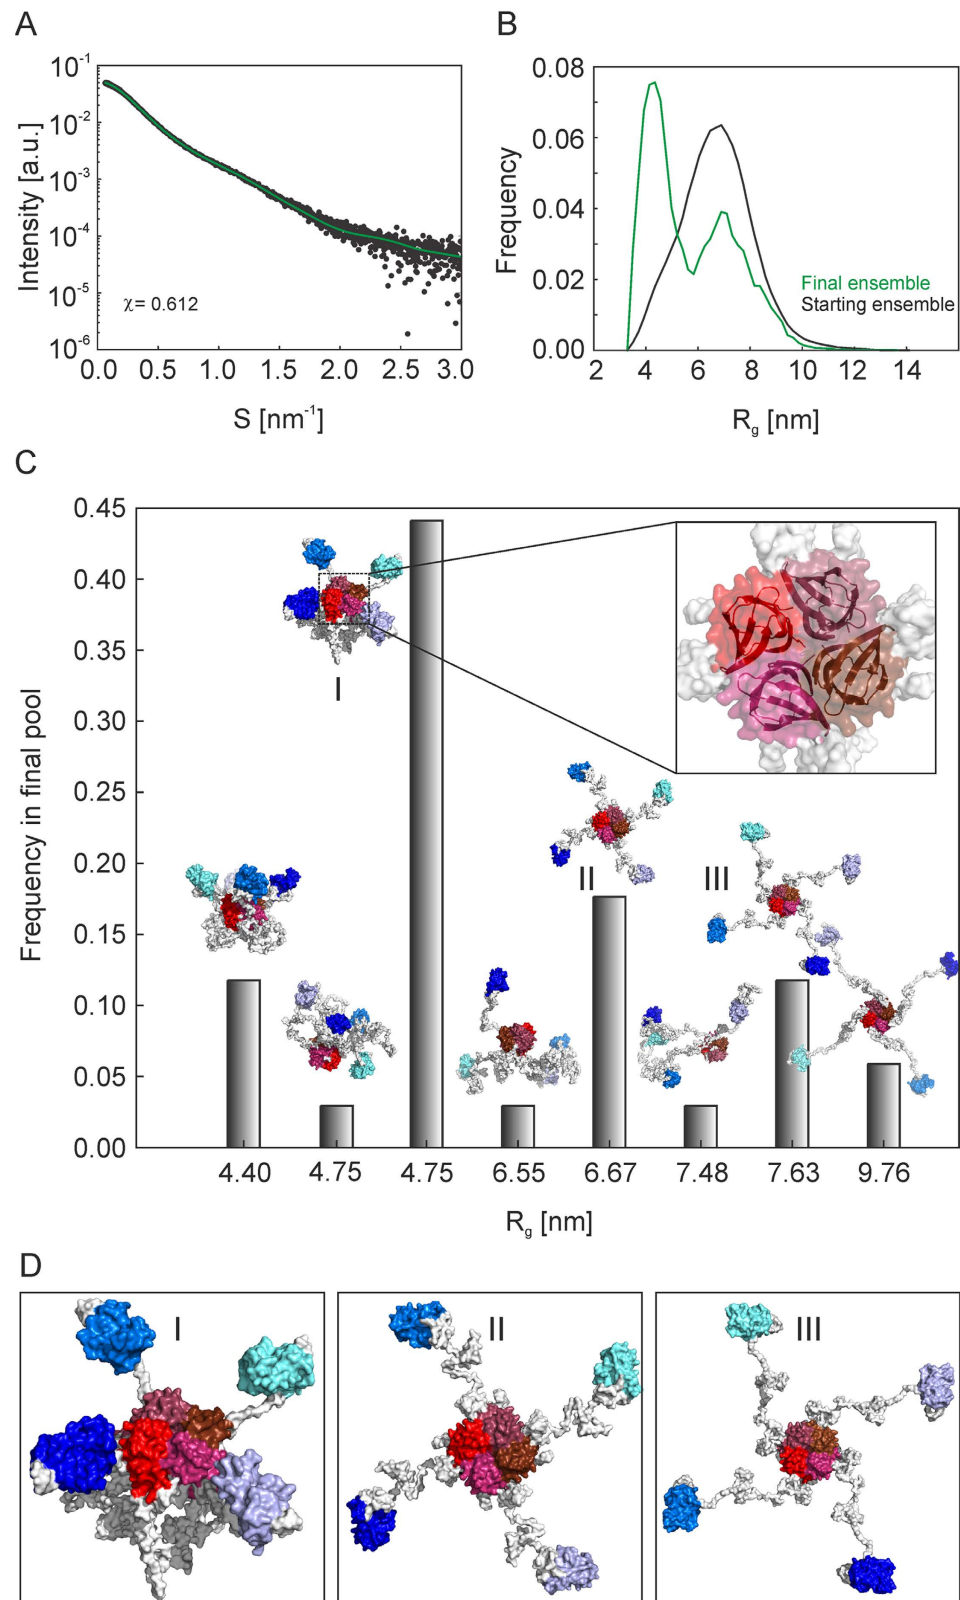 A
10⁻¹
10⁻²
10⁻³
10⁻⁴
10⁻⁵
10⁻⁶
Intensity [a.u.]
χ= 0.612
0.0 0.5 1.0 1.5 2.0 2.5 3.0
S [nm⁻¹]
B
0.08
0.06
0.04
0.02
0.00
Frequency
Final ensemble
Starting ensemble
2 4 6 8 10 12 14
Rg [nm]
C
0.45
0.40
0.35
0.30
0.25
0.20
0.15
0.10
0.05
0.00
Frequency in final pool
I
II
III
4.40 4.75 4.75 6.55 6.67 7.48 7.63 9.76
Rg [nm]
D
I
II
III